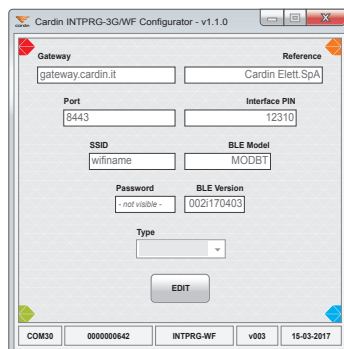 Cardin INTPRG-3G/WF Configurator - v1.1.0
cardin
Gateway Reference
gateway.cardin.it Cardin Elett.SpA
Port Interface PIN
8443 12310
SSID BLE Model
wifiname MODBT
Password BLE Version
- not visible - 002i170403
Type
EDIT
COM30 0000000642 INTPRG-WF v003 15-03-2017